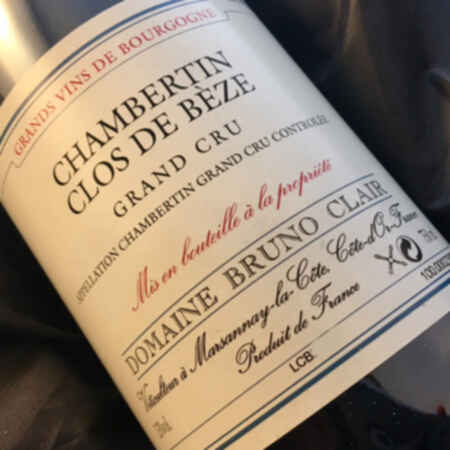 GRANDS VINS DE BOURGOGNE
CHAMBERTIN
CLOS DE BÈZE
GRAND CRU
APPELLATION CHAMBERTIN GRAND CRU CONTROLÉE
Mis en bouteille à la propriété
DOMAINE BRUNO CLAIR
Viticulteur à Marsannay-la-Côte, Côte-d'Or-France
Produit de France
LCB.